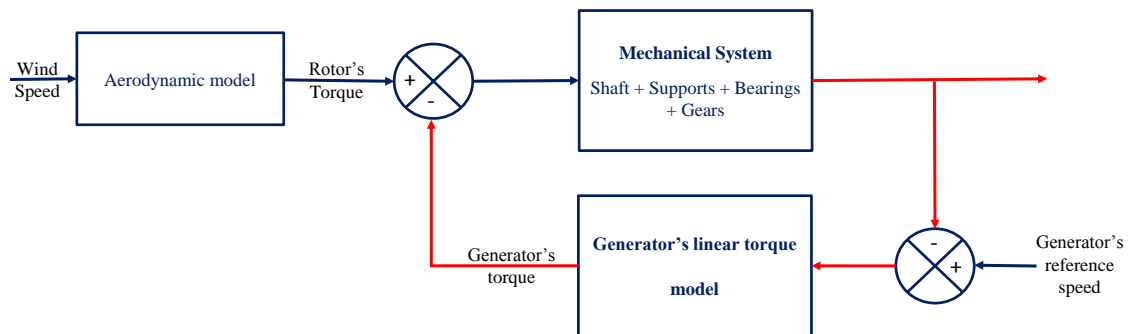 Wind
Speed
Aerodynamic model
Rotor’s
Torque
+
-
Mechanical System
Shaft + Supports + Bearings
+ Gears
Generator’s
torque
Generator’s linear torque
model
-
+
Generator’s
reference
speed